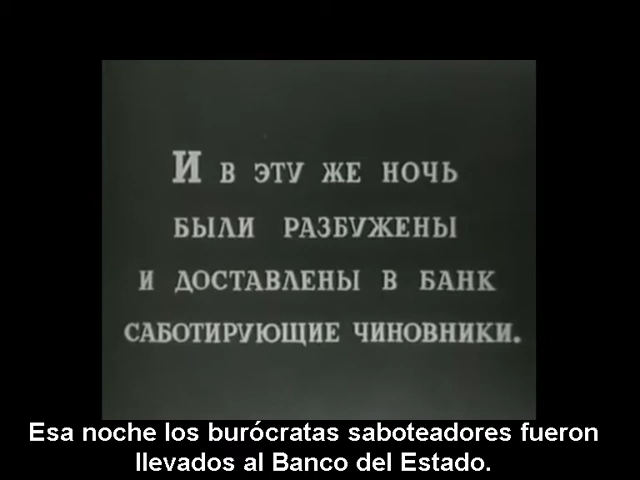 И В ЭТУ ЖЕ НОЧЬ
БЫЛИ РАЗБУЖЕНЫ
И ДОСТАВЛЕНЫ В БАНК
САБОТИРУЮЩИЕ ЧИНОВНИКИ.
Esa noche los burócratas saboteadores fueron
llevados al Banco del Estado.